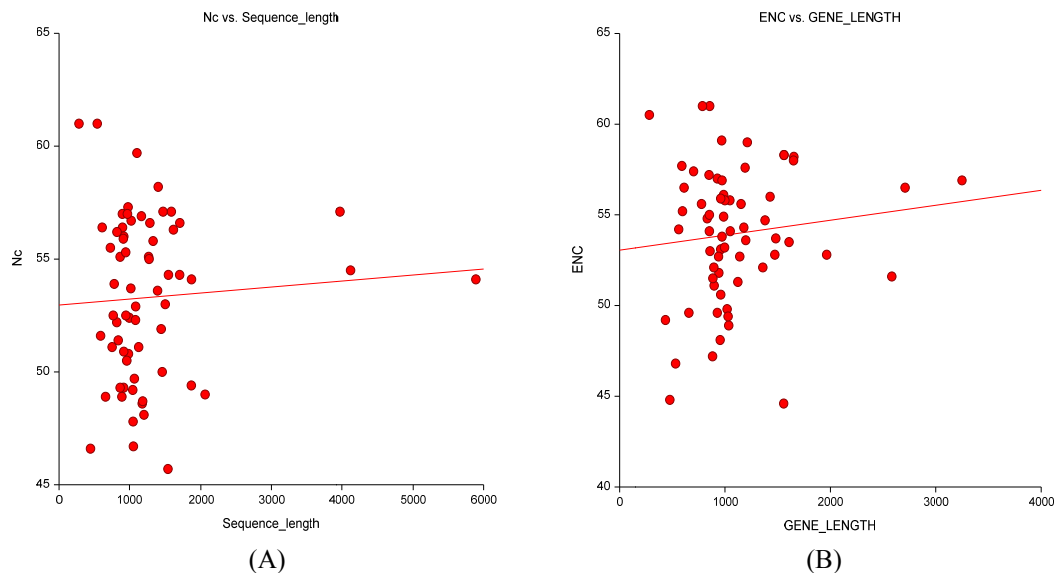 Nc vs. Sequence_length
65
60
55
50
45
Nc
0 1000 2000 3000 4000 5000 6000
Sequence_length
(A)
ENC vs. GENE_LENGTH
65
60
55
50
45
40
ENC
0 1000 2000 3000 4000
GENE_LENGTH
(B)